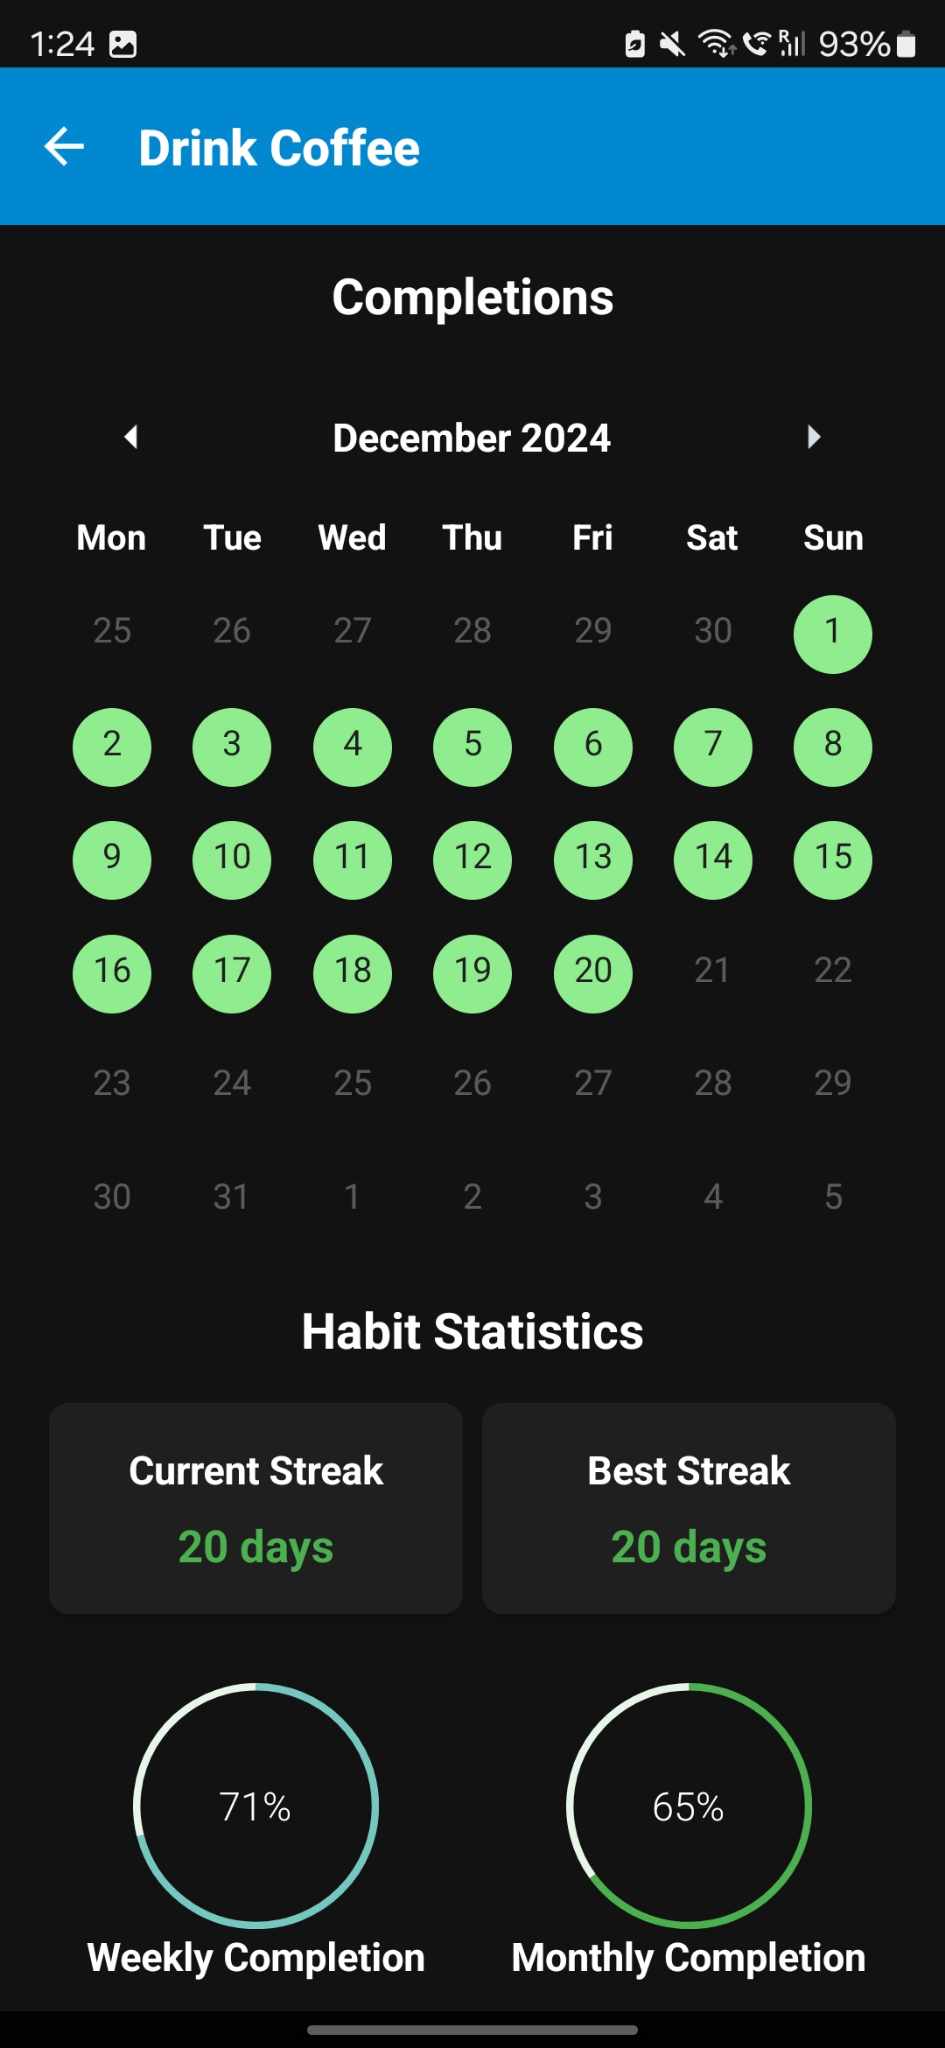 1:24 R 93%
Drink Coffee
Completions
December 2024
Mon Tue Wed Thu Fri Sat Sun
25 26 27 28 29 30 1
2 3 4 5 6 7 8
9 10 11 12 13 14 15
16 17 18 19 20 21 22
23 24 25 26 27 28 29
30 31 1 2 3 4 5
Habit Statistics
Current Streak Best Streak
20 days 20 days
71% 65%
Weekly Completion Monthly Completion